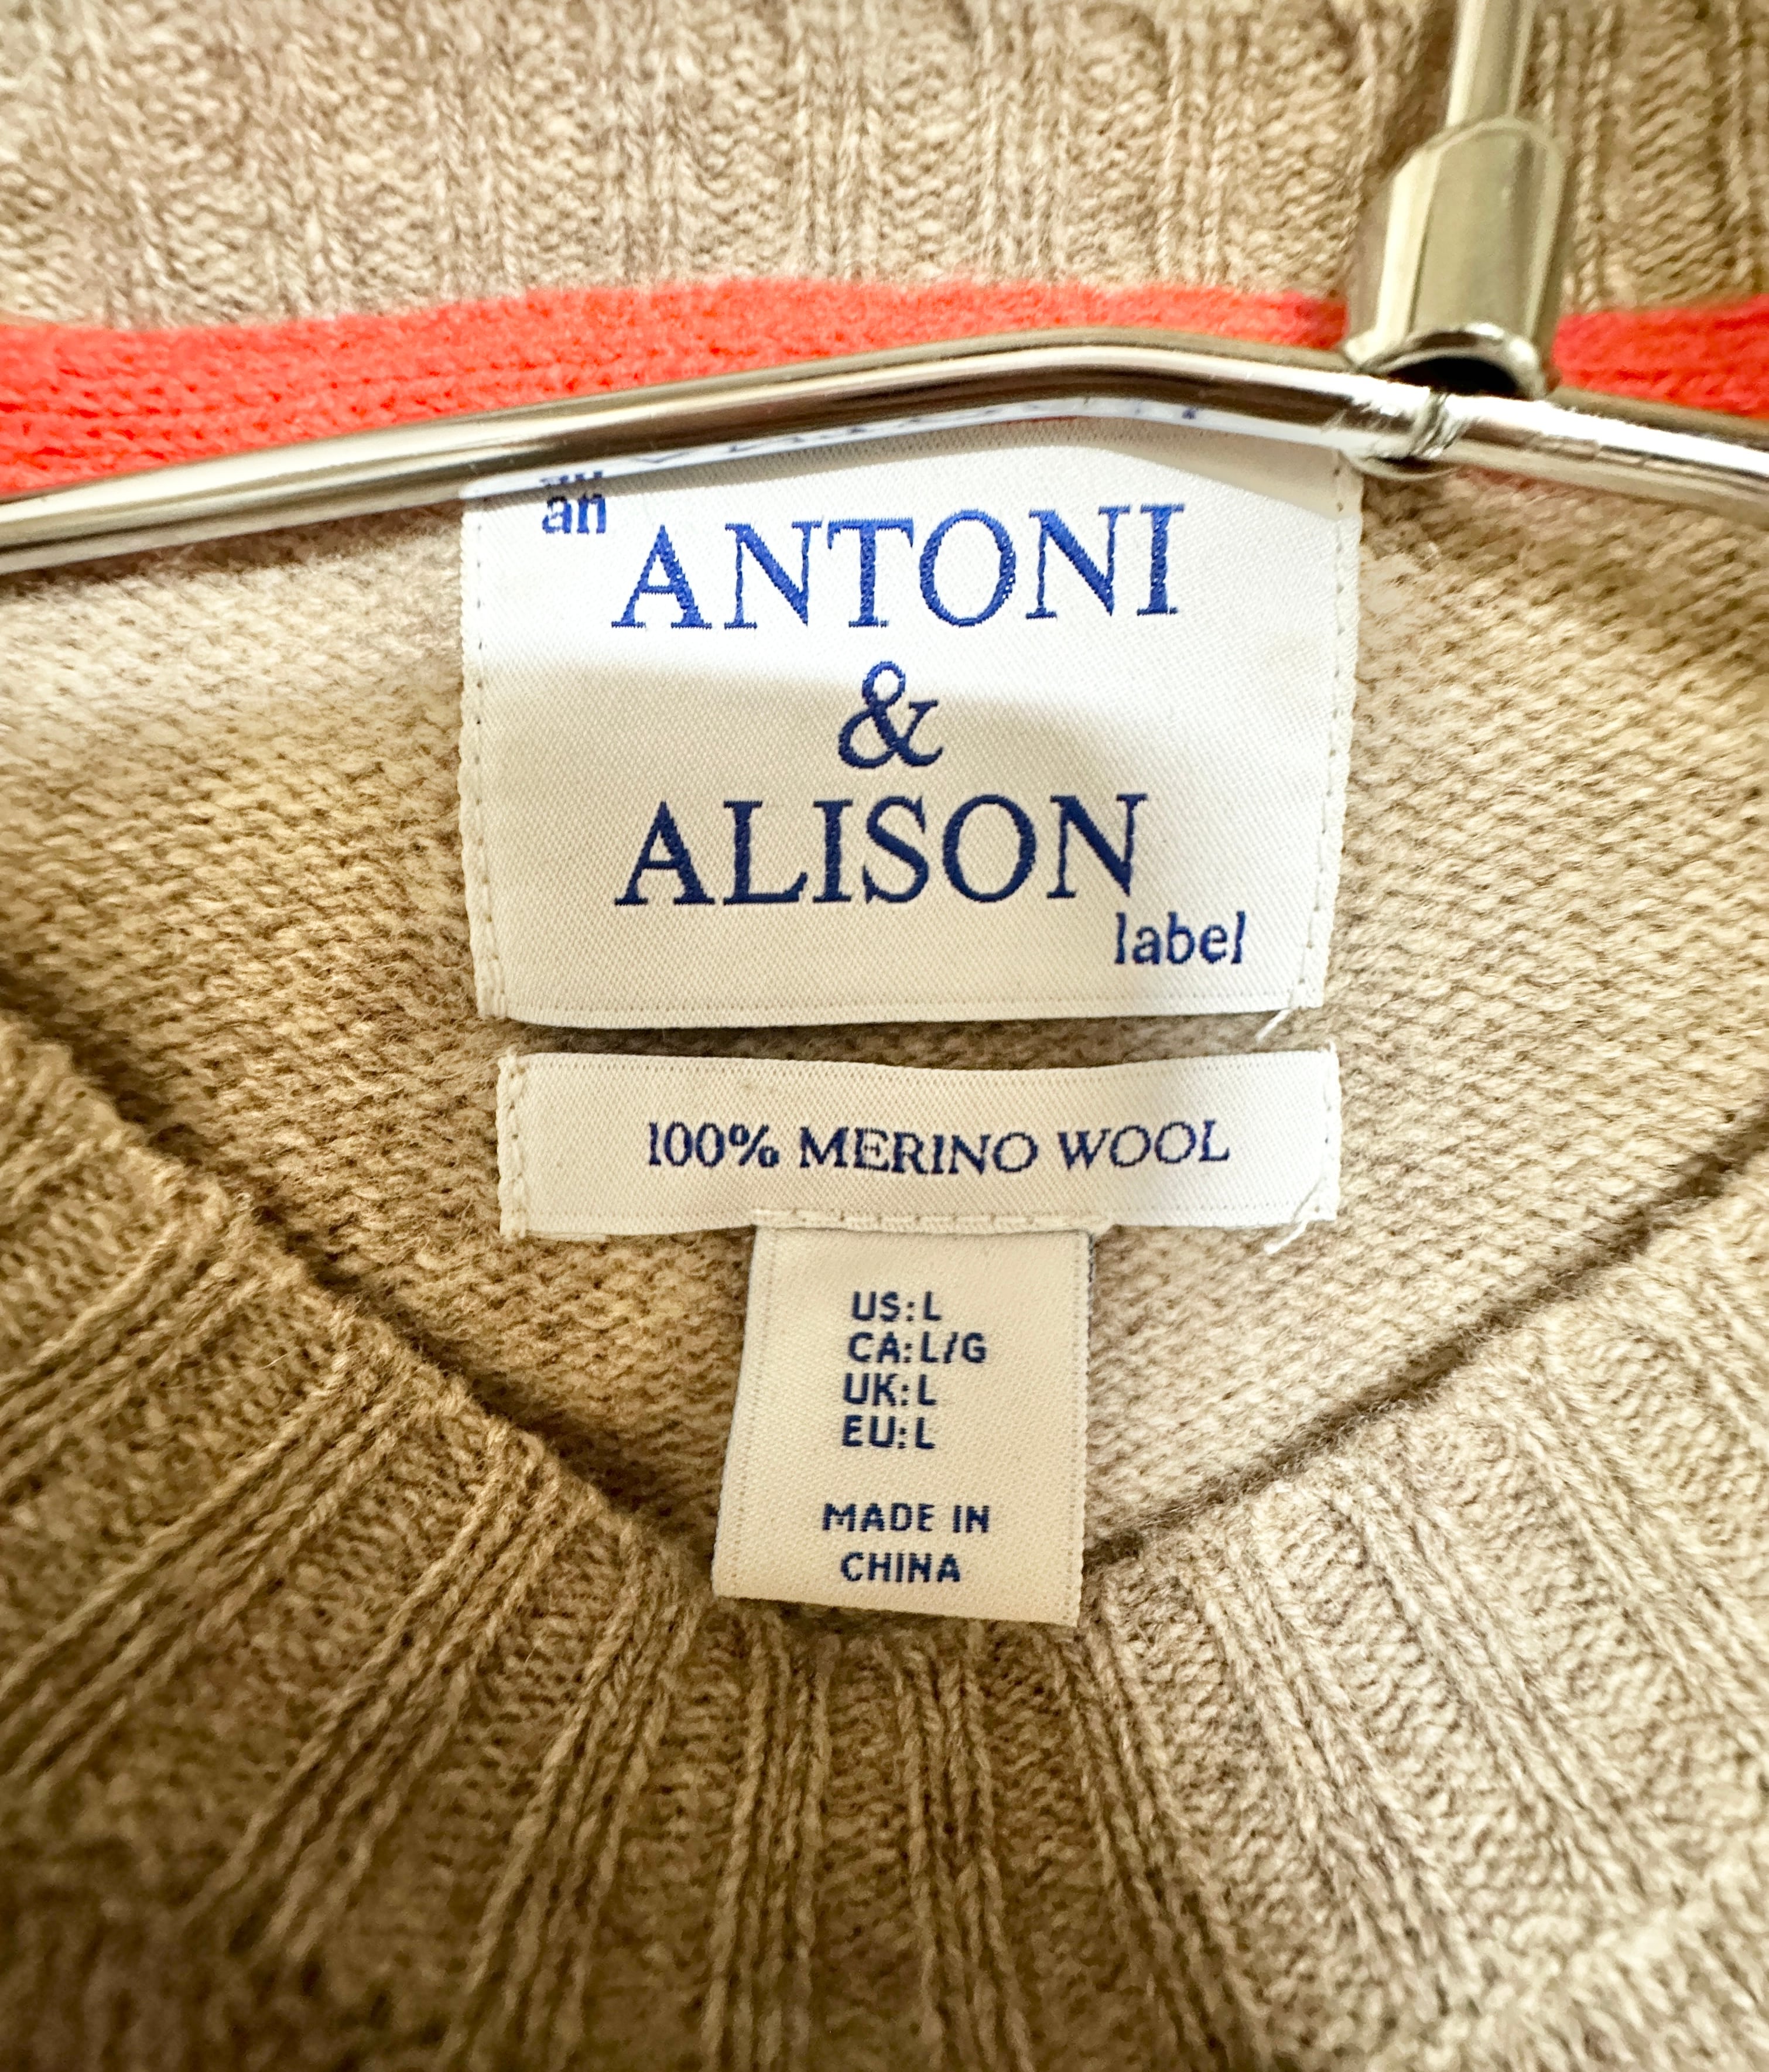 an
ANTONI
&
ALISON
label
100% MERINO WOOL
US: L
CA: L/G
UK: L
EU: L
MADE IN
CHINA